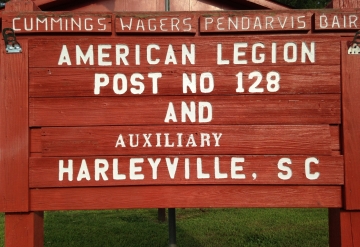 CUMMINGS WAGERS PENDARVIS BAIR
AMERICAN LEGION
POST NO 128
AND
AUXILIARY
HARLEYVILLE, S C